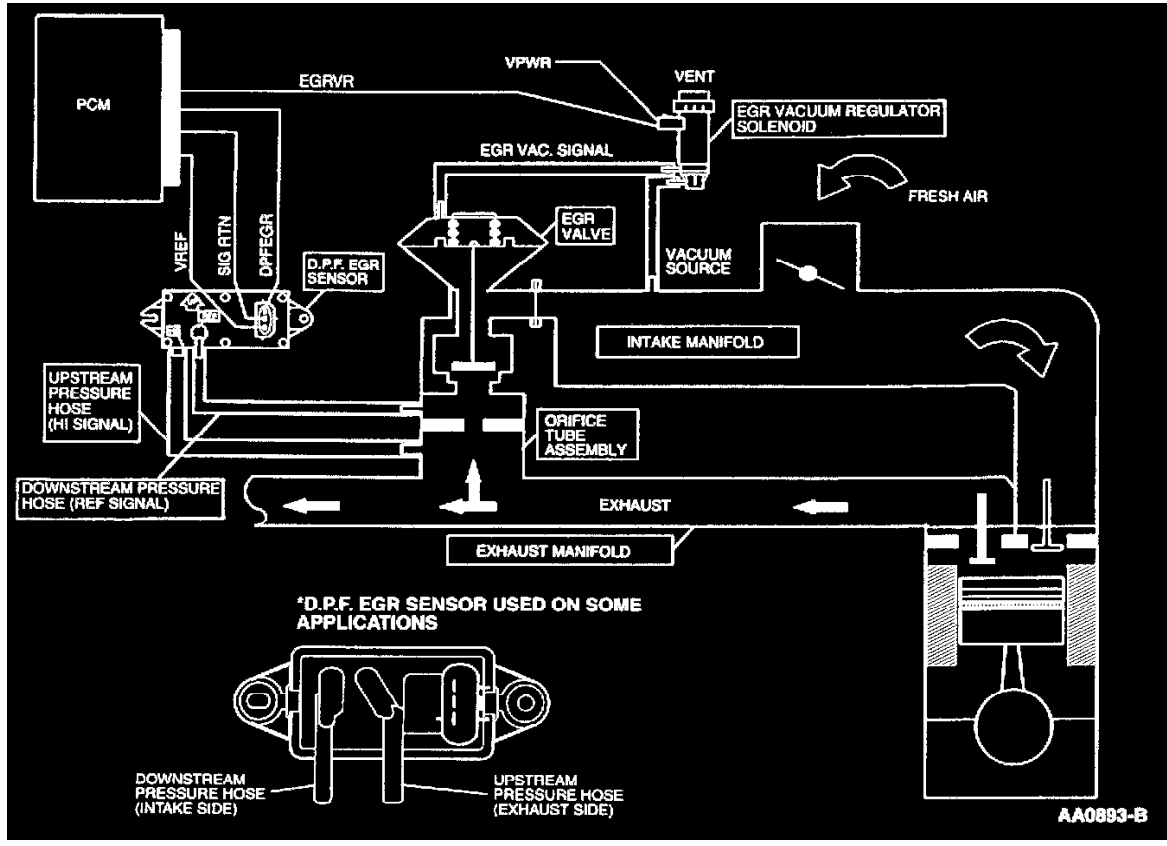 PCM
EGRVR
VPWR
VENT
EGR VACUUM REGULATOR
SOLENOID
EGR VAC. SIGNAL
FRESH AIR
EGR
VALVE
VACUUM
SOURCE
VREF
SIG RTN
DPFEGR
D.P.F. EGR
SENSOR
REF
INTAKE MANIFOLD
UPSTREAM
PRESSURE
HOSE
(HI SIGNAL)
ORIFICE
TUBE
ASSEMBLY
DOWNSTREAM PRESSURE
HOSE (REF SIGNAL)
EXHAUST
EXHAUST MANIFOLD
*D.P.F. EGR SENSOR USED ON SOME
APPLICATIONS
DOWNSTREAM
PRESSURE HOSE
(INTAKE SIDE)
UPSTREAM
PRESSURE HOSE
(EXHAUST SIDE)
AA0893-B